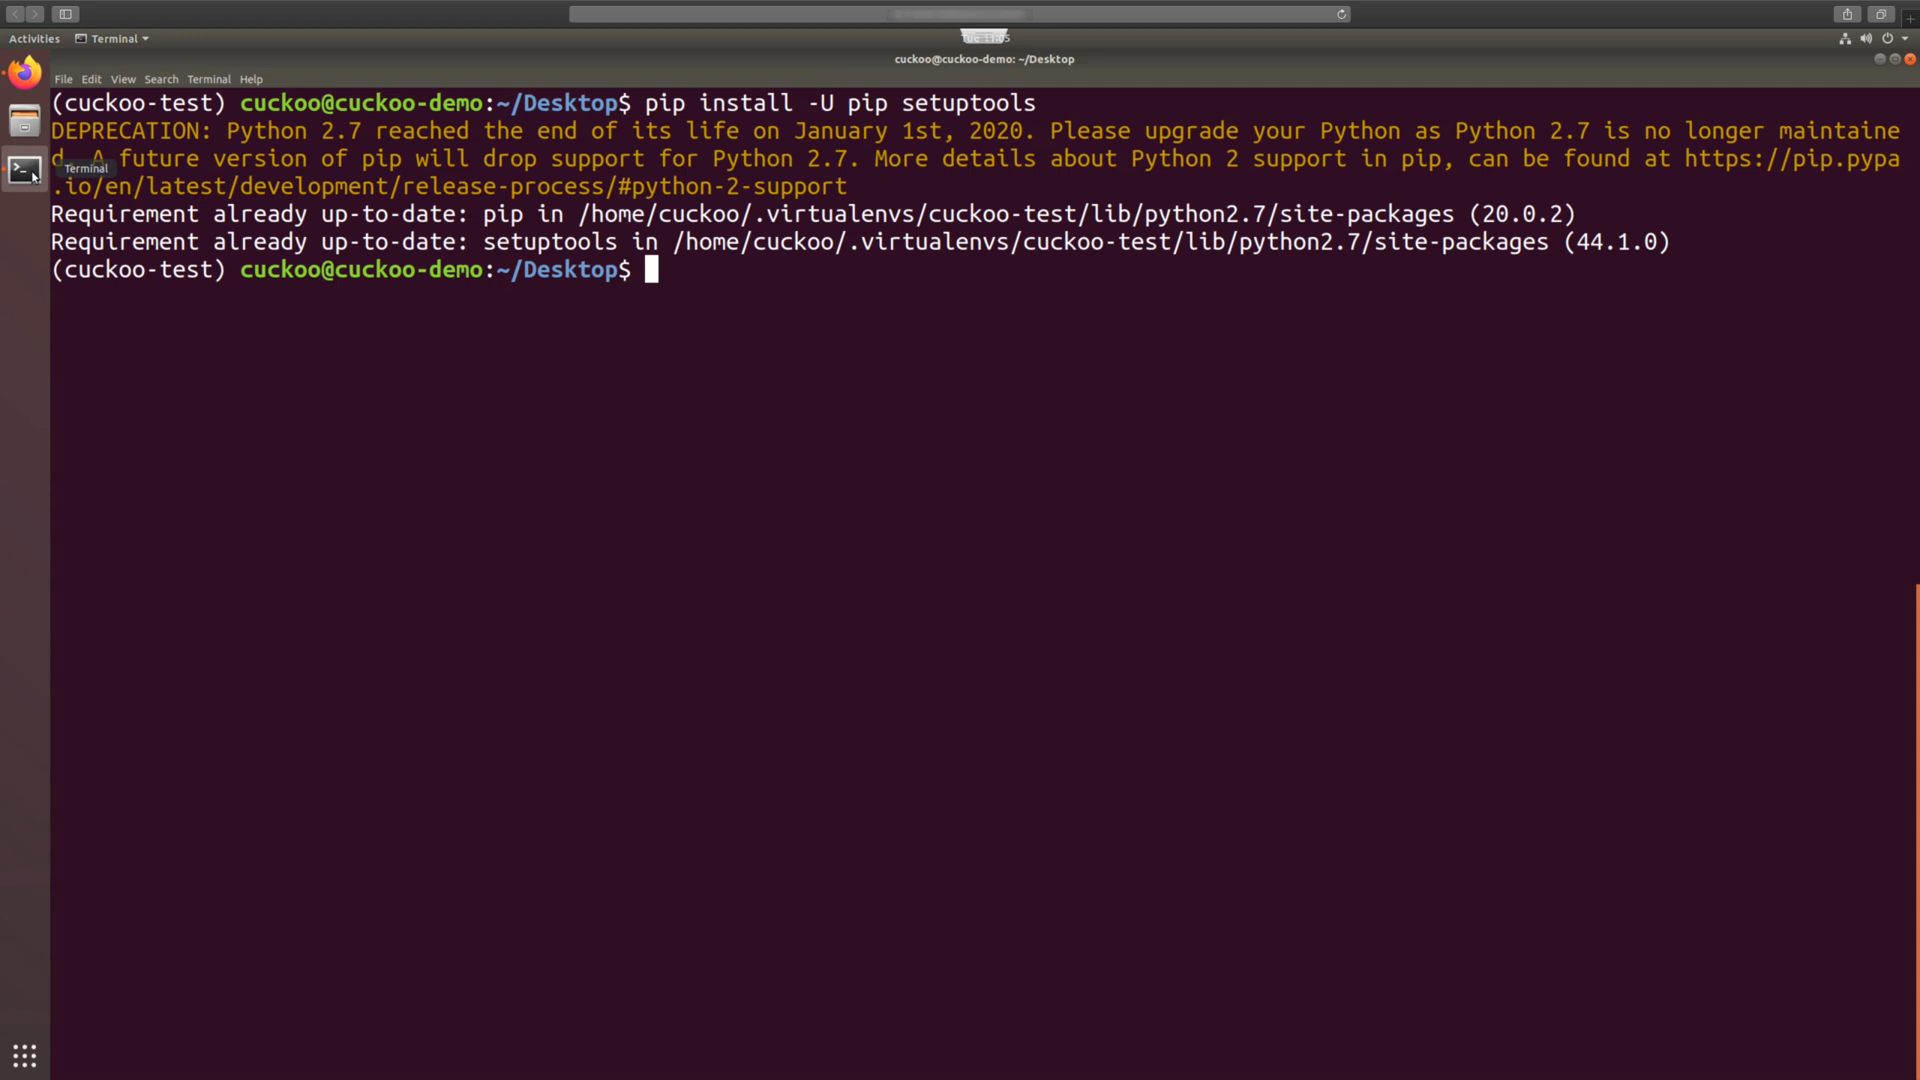 Activities Terminal
cuckoo@cuckoo-demo: ~/Desktop
File Edit View Search Terminal Help
(cuckoo-test) cuckoo@cuckoo-demo:~/Desktop$ pip install -U pip setuptools
DEPRECATION: Python 2.7 reached the end of its life on January 1st, 2020. Please upgrade your Python as Python 2.7 is no longer maintaine
d. A future version of pip will drop support for Python 2.7. More details about Python 2 support in pip, can be found at https://pip.pypa
.io/en/latest/development/release-process/#python-2-support
Terminal
Requirement already up-to-date: pip in /home/cuckoo/.virtualenvs/cuckoo-test/lib/python2.7/site-packages (20.0.2)
Requirement already up-to-date: setuptools in /home/cuckoo/.virtualenvs/cuckoo-test/lib/python2.7/site-packages (44.1.0)
(cuckoo-test) cuckoo@cuckoo-demo:~/Desktop$